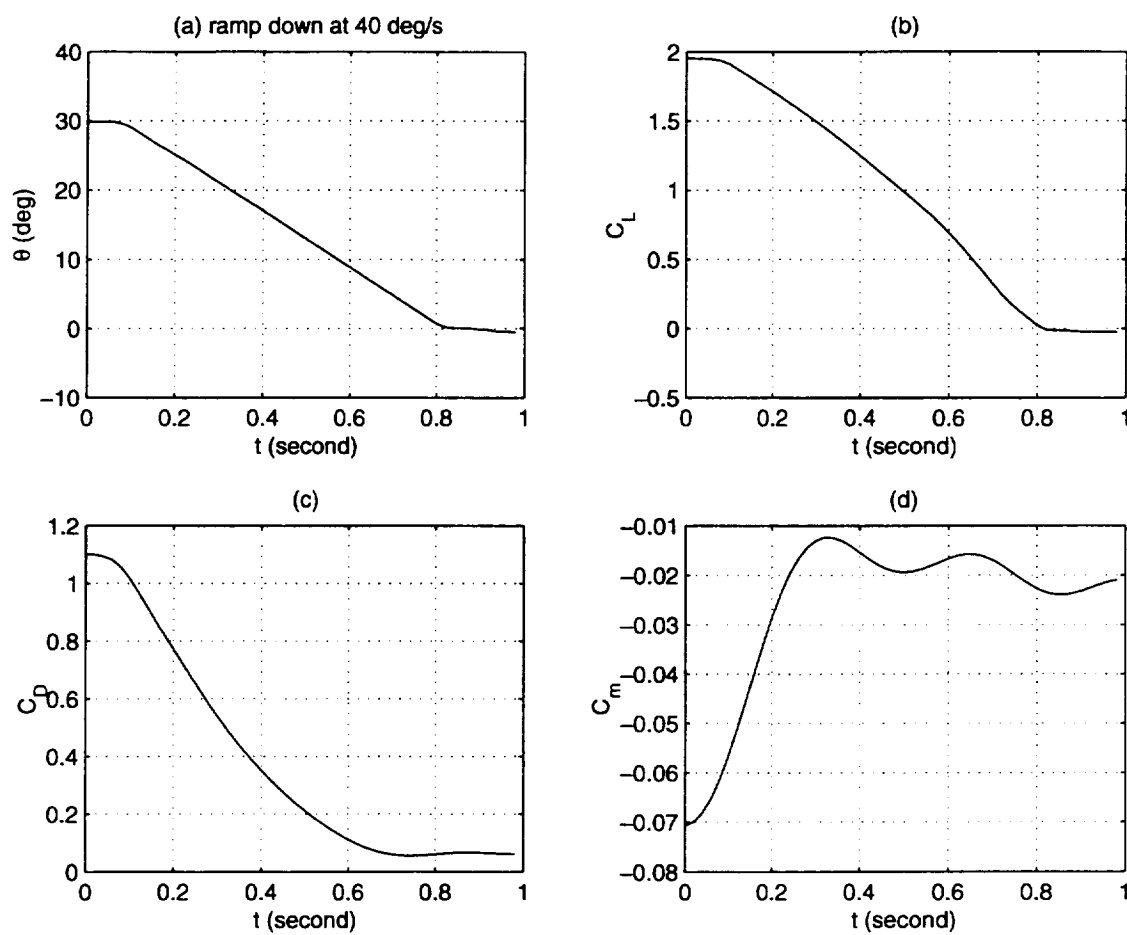 (a) ramp down at 40 deg/s
40
30
20
10
0
−10
θ (deg)
0 0.2 0.4 0.6 0.8 1
t (second)
(b)
2
1.5
1
0.5
0
−0.5
C_L
0 0.2 0.4 0.6 0.8 1
t (second)
(c)
1.2
1
0.8
0.6
0.4
0.2
0
C_D
0 0.2 0.4 0.6 0.8 1
t (second)
(d)
−0.01
−0.02
−0.03
−0.04
−0.05
−0.06
−0.07
−0.08
C_m
0 0.2 0.4 0.6 0.8 1
t (second)